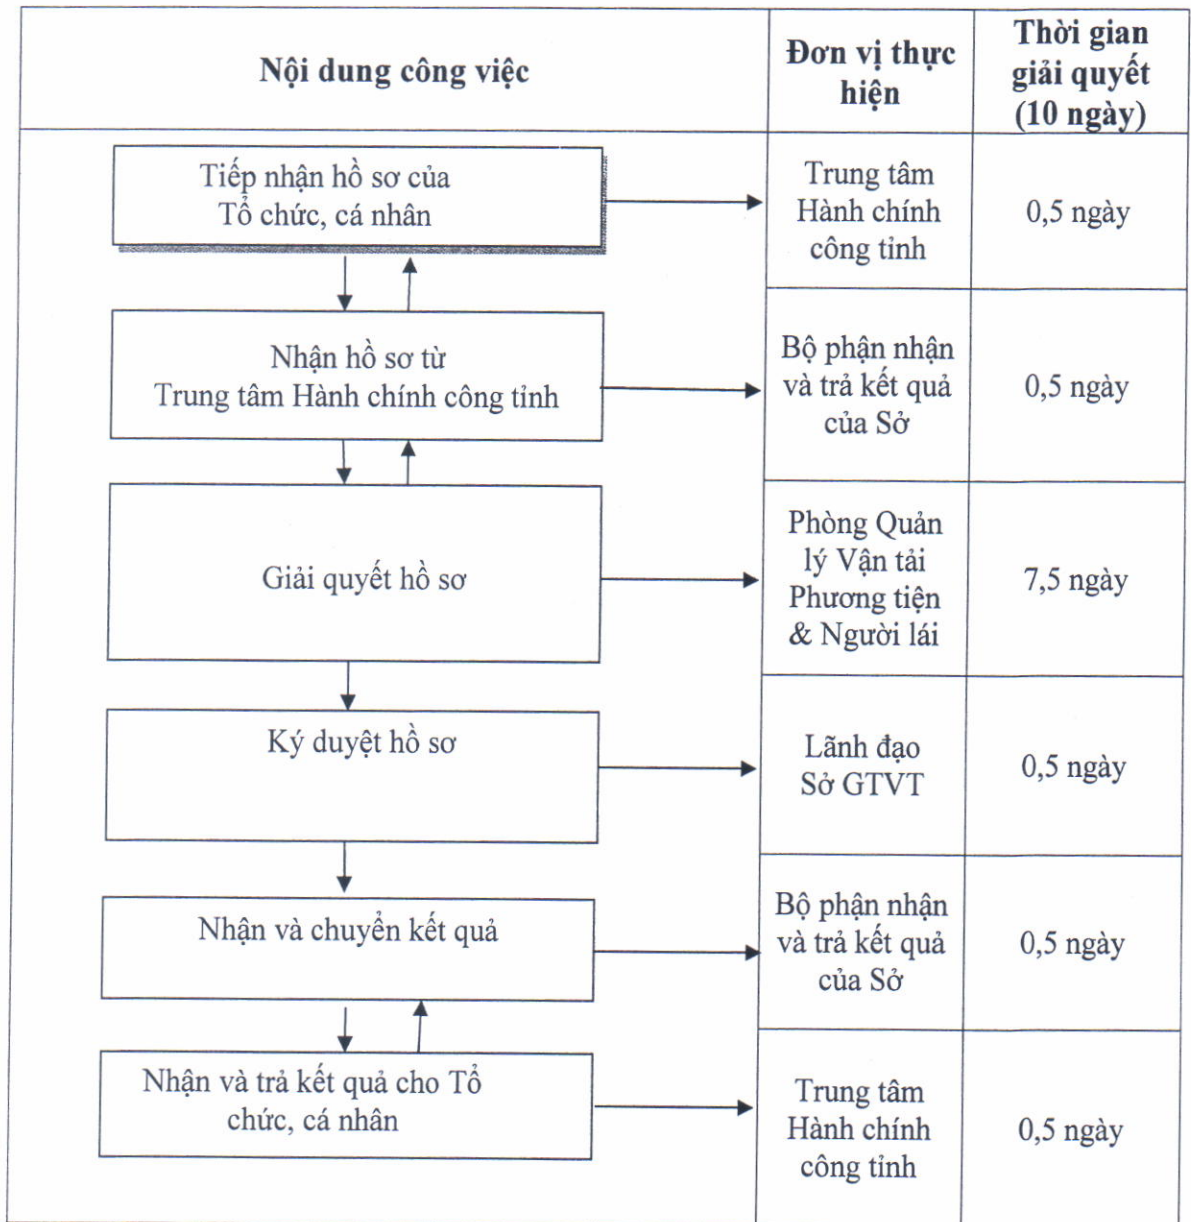 Nội dung công việc
Đơn vị thực
hiện
Thời gian
giải quyết
(10 ngày)
Tiếp nhận hồ sơ của
Tổ chức, cá nhân
Trung tâm
Hành chính
công tỉnh
0,5 ngày
Nhận hồ sơ từ
Trung tâm Hành chính công tỉnh
Bộ phận nhận
và trả kết quả
của Sở
0,5 ngày
Giải quyết hồ sơ
Phòng Quản
lý Vận tải
Phương tiện
& Người lái
7,5 ngày
Ký duyệt hồ sơ
Lãnh đạo
Sở GTVT
0,5 ngày
Nhận và chuyển kết quả
Bộ phận nhận
và trả kết quả
của Sở
0,5 ngày
Nhận và trả kết quả cho Tổ
chức, cá nhân
Trung tâm
Hành chính
công tỉnh
0,5 ngày